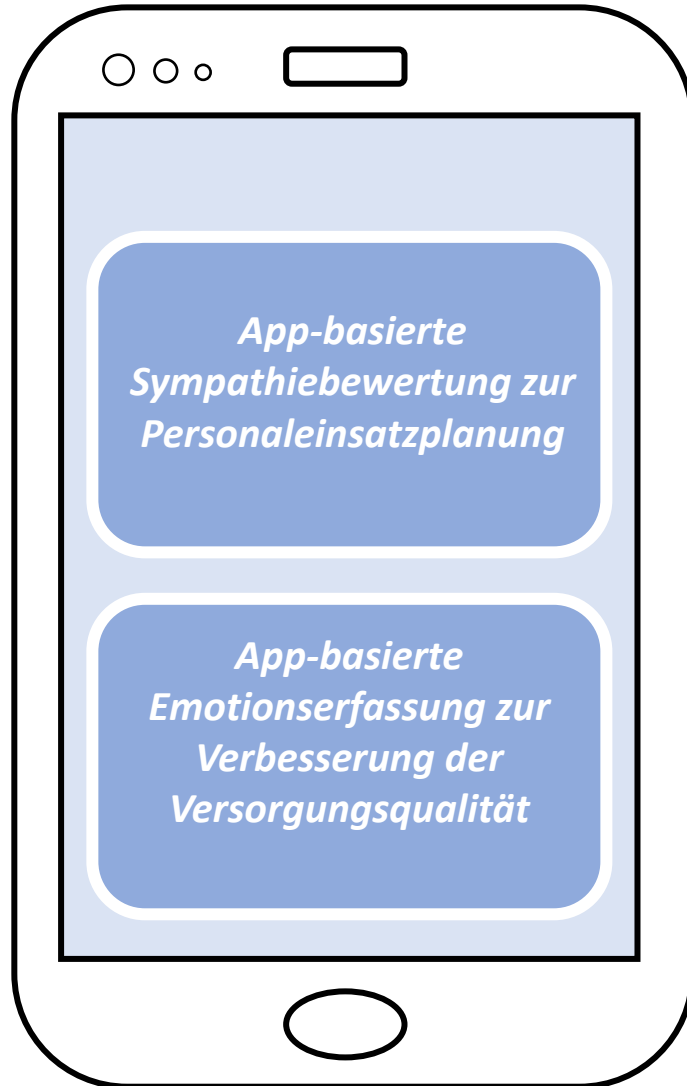 App-basierte
Sympathiebewertung zur
Personaleinsatzplanung
App-basierte
Emotionserfassung zur
Verbesserung der
Versorgungsqualität